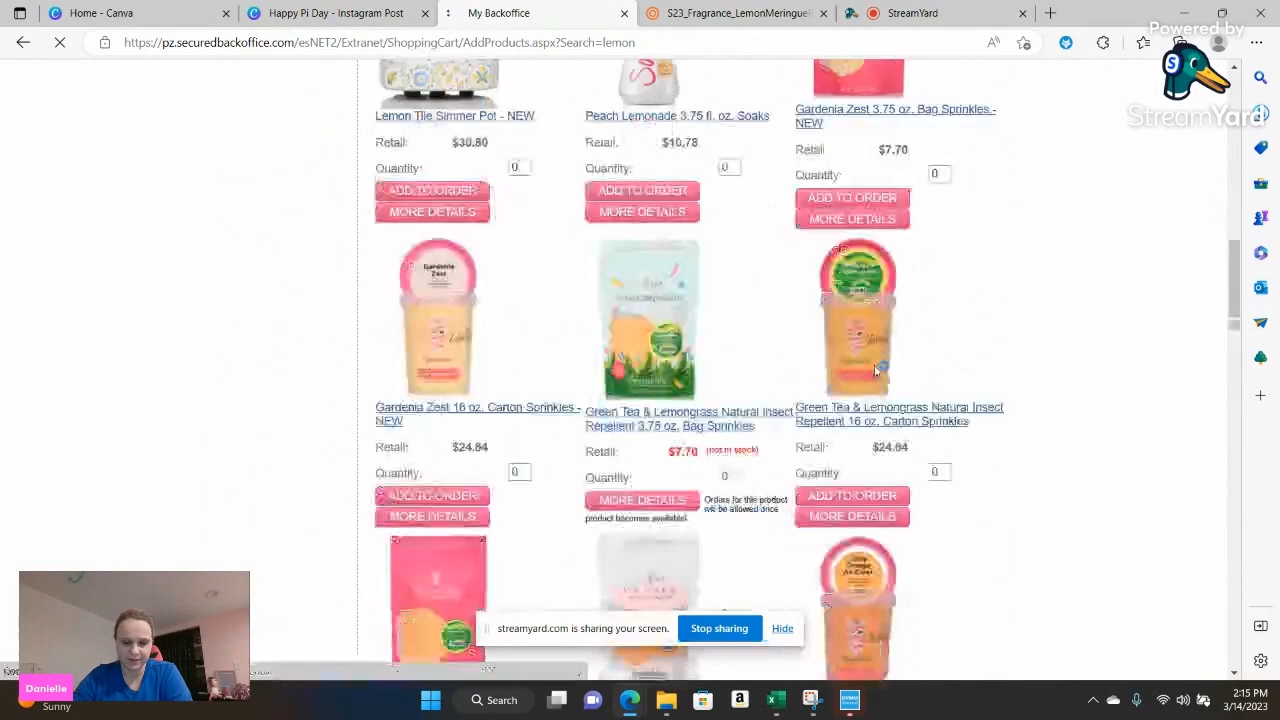 Home - Canva
Happy Pi Day - Instagram Post
My Backoffice
S23_Fragrance_LemonMeringueF
StreamYard
https://pz.securedbackoffice.com/esNET2/Extranet/ShoppingCart/AddProducts.aspx?Search=lemon
Powered by
StreamYard
Lemon Tile Simmer Pot - NEW
Retail: $30.80
Quantity: 0
ADD TO ORDER
MORE DETAILS
Peach Lemonade 3.75 fl. oz. Soaks
Retail: $10.78
Quantity: 0
ADD TO ORDER
MORE DETAILS
Gardenia Zest 3.75 oz. Bag Sprinkles - NEW
Retail $7.70
Quantity: 0
ADD TO ORDER
MORE DETAILS
Gardenia Zest
Gardenia Zest 16 oz. Carton Sprinkles - NEW
Retail: $24.64
Quantity: 0
ADD TO ORDER
MORE DETAILS
Green Tea & Lemongrass Natural Insect
Repellent 3.75 oz. Bag Sprinkles
Retail: $7.70 (not in stock)
Quantity: 0
MORE DETAILS Orders for this product
will be allowed once
product becomes available.
Green Tea & Lemongrass Natural Insect
Repellent 16 oz. Carton Sprinkles
Retail: $24.64
Quantity: 0
ADD TO ORDER
MORE DETAILS
streamyard.com is sharing your screen. Stop sharing Hide
Danielle
Sunny
Search
2:15 PM
3/14/2023